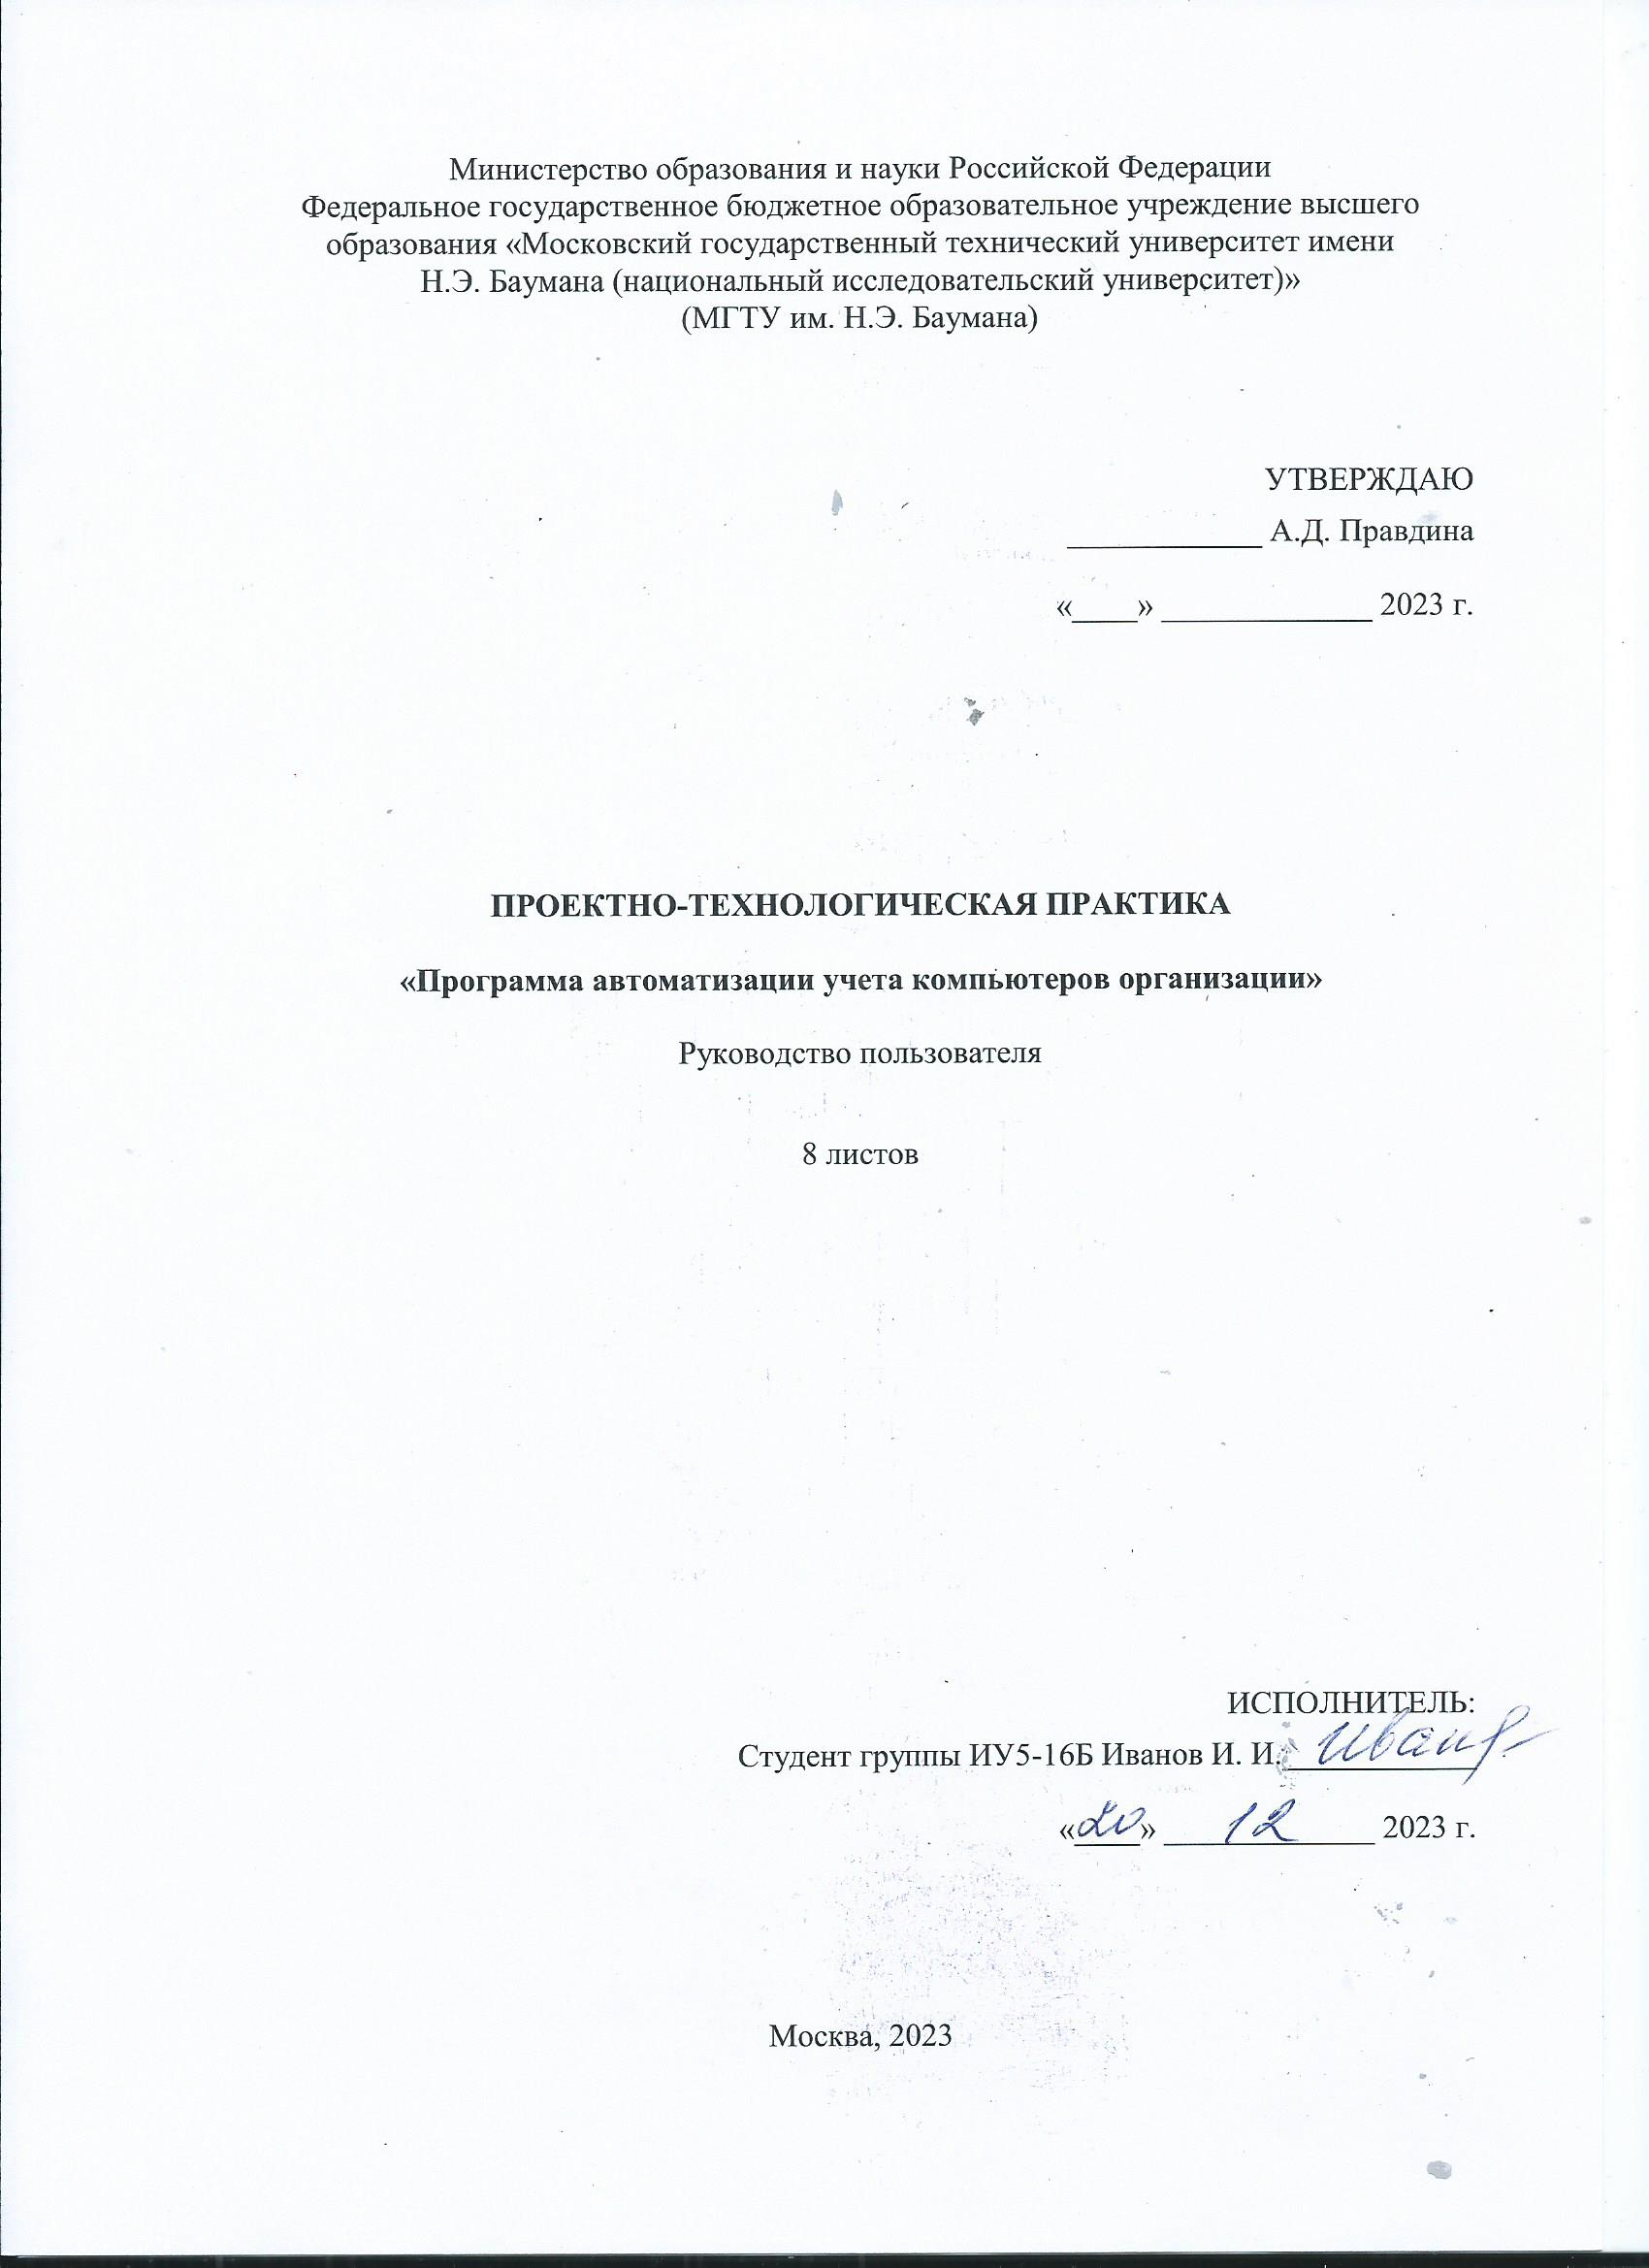 Министерство образования и науки Российской Федерации
Федеральное государственное бюджетное образовательное учреждение высшего
образования «Московский государственный технический университет имени
Н.Э. Баумана (национальный исследовательский университет)»
(МГТУ им. Н.Э. Баумана)
УТВЕРЖДАЮ
____________ А.Д. Правдина
«____» _____________ 2023 г.
ПРОЕКТНО-ТЕХНОЛОГИЧЕСКАЯ ПРАКТИКА
«Программа автоматизации учета компьютеров организации»
Руководство пользователя
8 листов
ИСПОЛНИТЕЛЬ:
Студент группы ИУ5-16Б Иванов И. И.____________
«20» 12 2023 г.
Москва, 2023